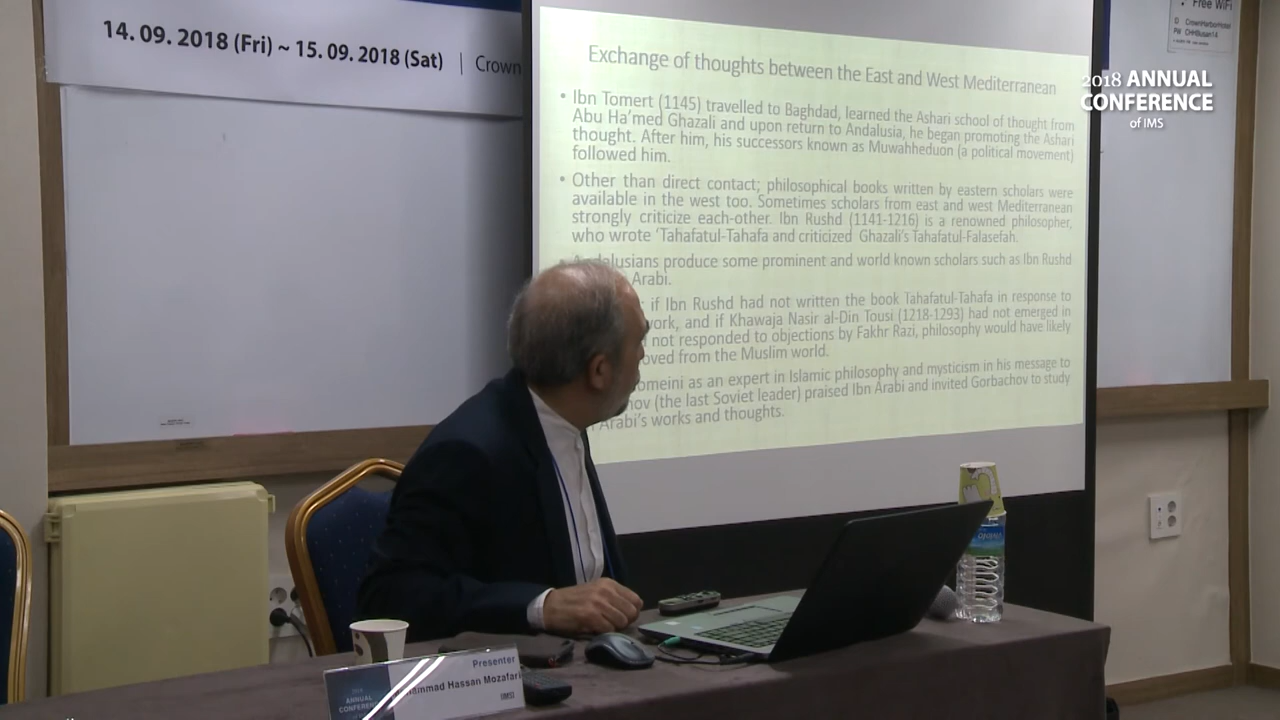 14. 09. 2018 (Fri) ~ 15. 09. 2018 (Sat) | Crown
Free WiFi
2018 ANNUAL
CONFERENCE
of IMS
Exchange of thoughts between the East and West Mediterranean
• Ibn Tomert (1145) travelled to Baghdad, learned the Ashari school of thought from
Abu Ha'med Ghazali and upon return to Andalusia, he began promoting the Ashari
thought. After him, his successors known as Muwahheduon (a political movement)
followed him.
• Other than direct contact; philosophical books written by eastern scholars were
available in the west too. Sometimes scholars from east and west Mediterranean
strongly criticize each-other. Ibn Rushd (1141-1216) is a renowned philosopher,
who wrote 'Tahafatul-Tahafa and criticized Ghazali's Tahafatul-Falasefah.
• Andalusians produce some prominent and world known scholars such as Ibn Rushd
Arabi.
if Ibn Rushd had not written the book Tahafatul-Tahafa in response to
work, and if Khawaja Nasir al-Din Tousi (1218-1293) had not emerged in
not responded to objections by Fakhr Razi, philosophy would have likely
oved from the Muslim world.
omeini as an expert in Islamic philosophy and mysticism in his message to
hov (the last Soviet leader) praised Ibn Arabi and invited Gorbachov to study
Arabi's works and thoughts.
Presenter
ammad Hassan Mozafari
(IMS)
2018
ANNUAL
CONFERENCE